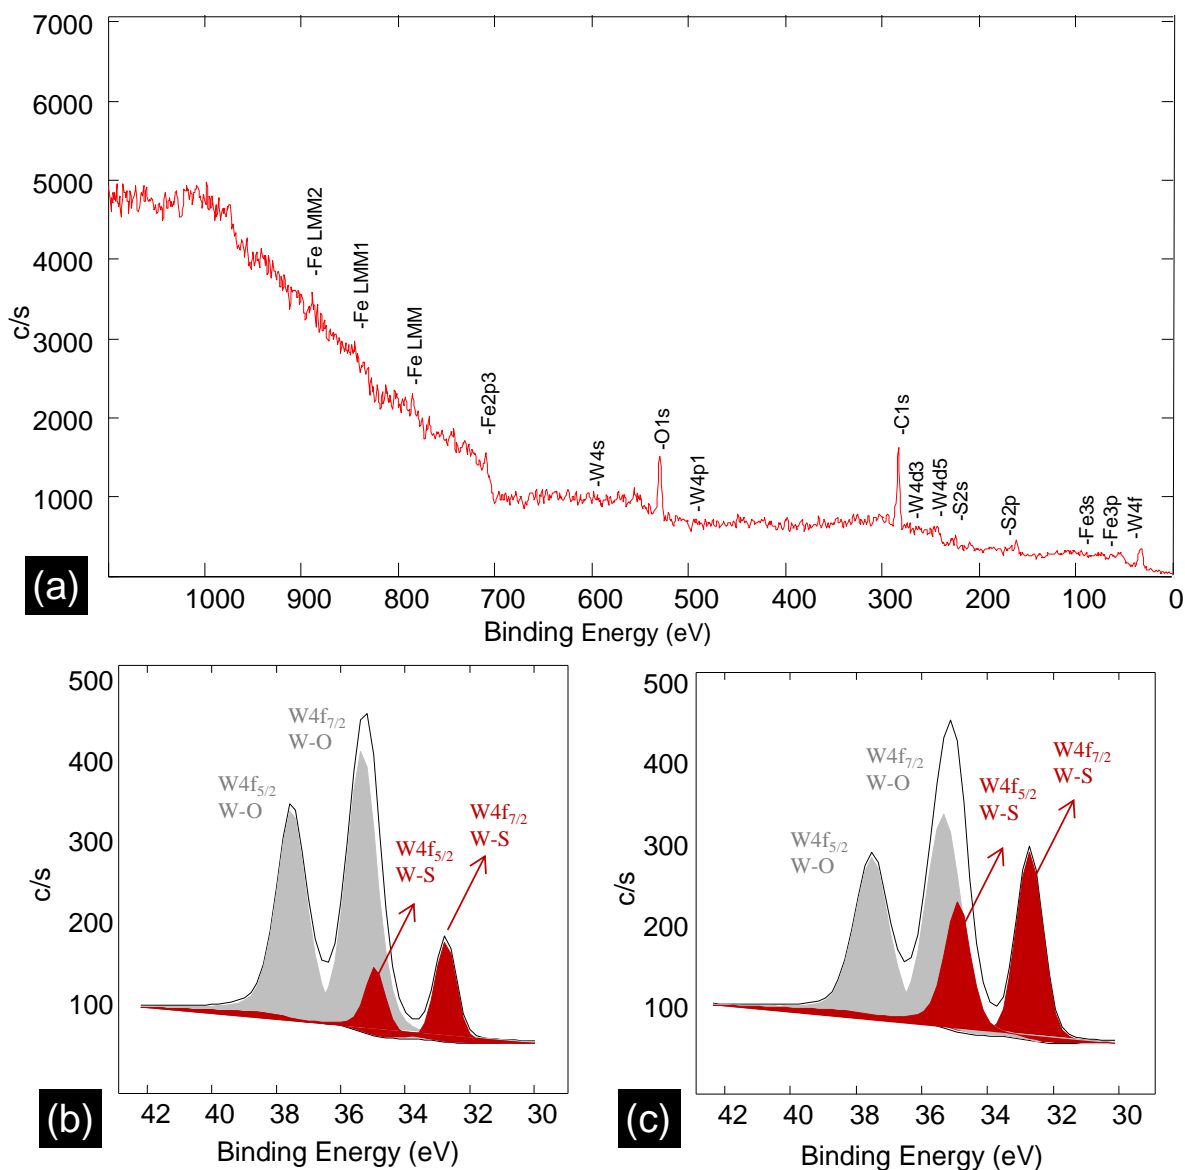 7000
6000
5000
4000
3000
2000
1000
c/s
-Fe LMM2
-Fe LMM1
-Fe LMM
-Fe2p3
-W4s
-O1s
-W4p1
-C1s
-W4d3
-W4d5
-S2s
-S2p
-Fe3s
-Fe3p
-W4f
(a)
1000 900 800 700 600 500 400 300 200 100 0
Binding Energy (eV)
500
400
300
200
100
c/s
W4f7/2
W-O
W4f5/2
W-O
W4f7/2
W-S
W4f5/2
W-S
(b)
42 40 38 36 34 32 30
Binding Energy (eV)
500
400
300
200
100
c/s
W4f7/2
W-O
W4f7/2
W-S
W4f5/2
W-S
W4f5/2
W-O
(c)
42 40 38 36 34 32 30
Binding Energy (eV)